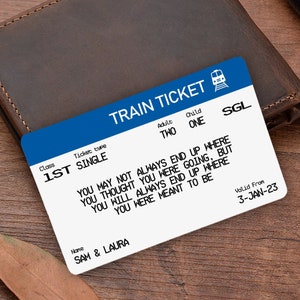 TRAIN TICKET
Class Ticket type Adult Child
1ST SINGLE TWO ONE SGL
YOU MAY NOT ALWAYS END UP WHERE
YOU THOUGHT YOU WERE GOING, BUT
YOU WILL ALWAYS END UP WHERE
YOU WERE MEANT TO BE
Name Valid From
SAM & LAURA 3-JAN-23